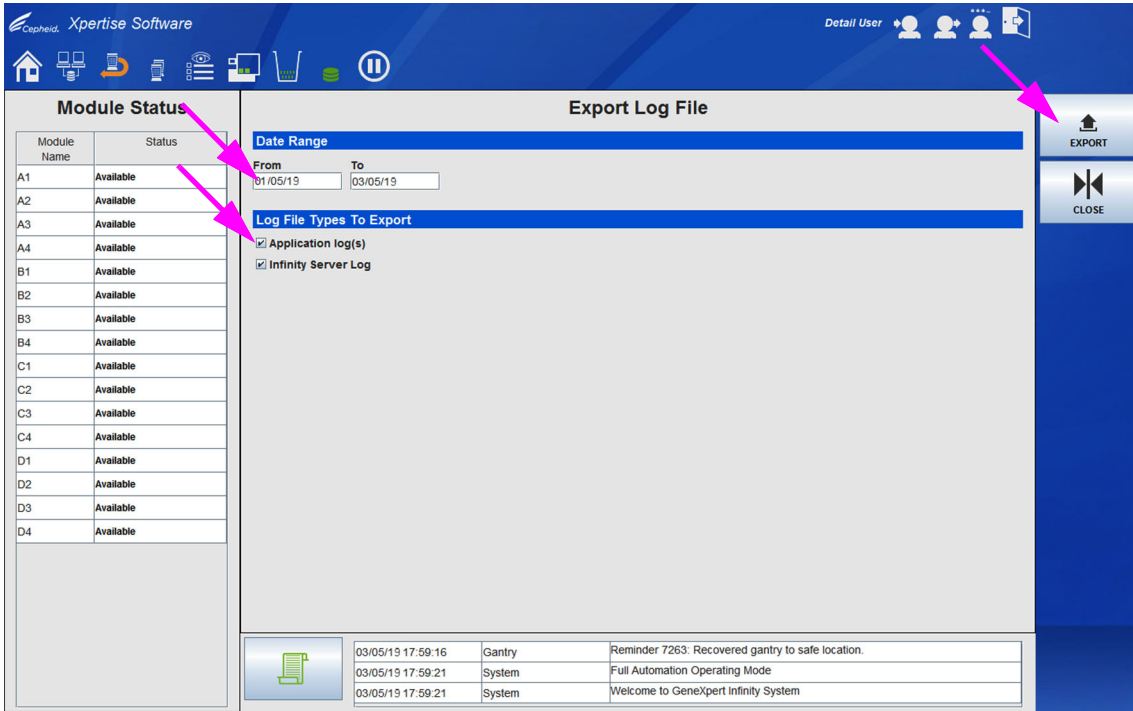 Cepheid. Xpertise Software
Detail User
Module Status
Module Name Status
A1 Available
A2 Available
A3 Available
A4 Available
B1 Available
B2 Available
B3 Available
B4 Available
C1 Available
C2 Available
C3 Available
C4 Available
D1 Available
D2 Available
D3 Available
D4 Available
Export Log File
Date Range
From To
01/05/19 03/05/19
Log File Types To Export
Application log(s)
Infinity Server Log
03/05/19 17:59:16 Gantry Reminder 7263: Recovered gantry to safe location.
03/05/19 17:59:21 System Full Automation Operating Mode
03/05/19 17:59:21 System Welcome to GeneXpert Infinity System
EXPORT
CLOSE